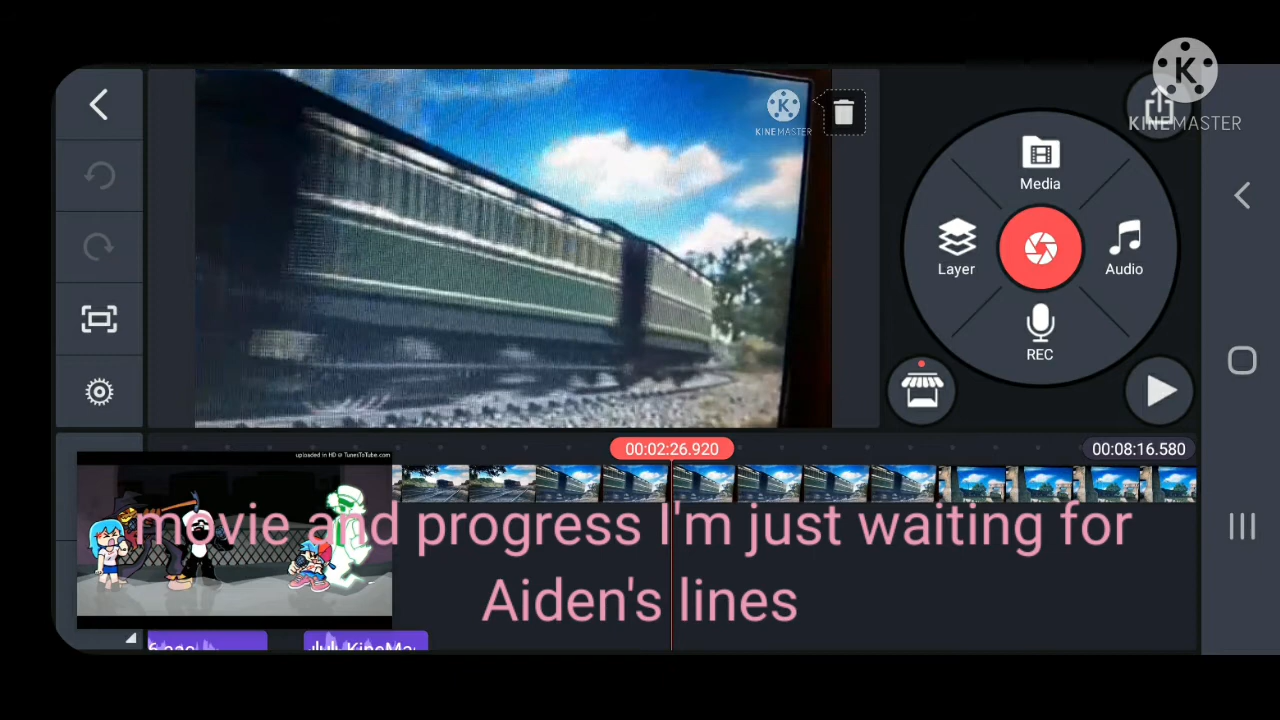 KINEMASTER
KINEMASTER
Media
Layer
Audio
REC
00:02:26.920
00:08:16.580
uploaded in HD @ TunesToTube.com
movie and progress I'm just waiting for
Aiden's lines